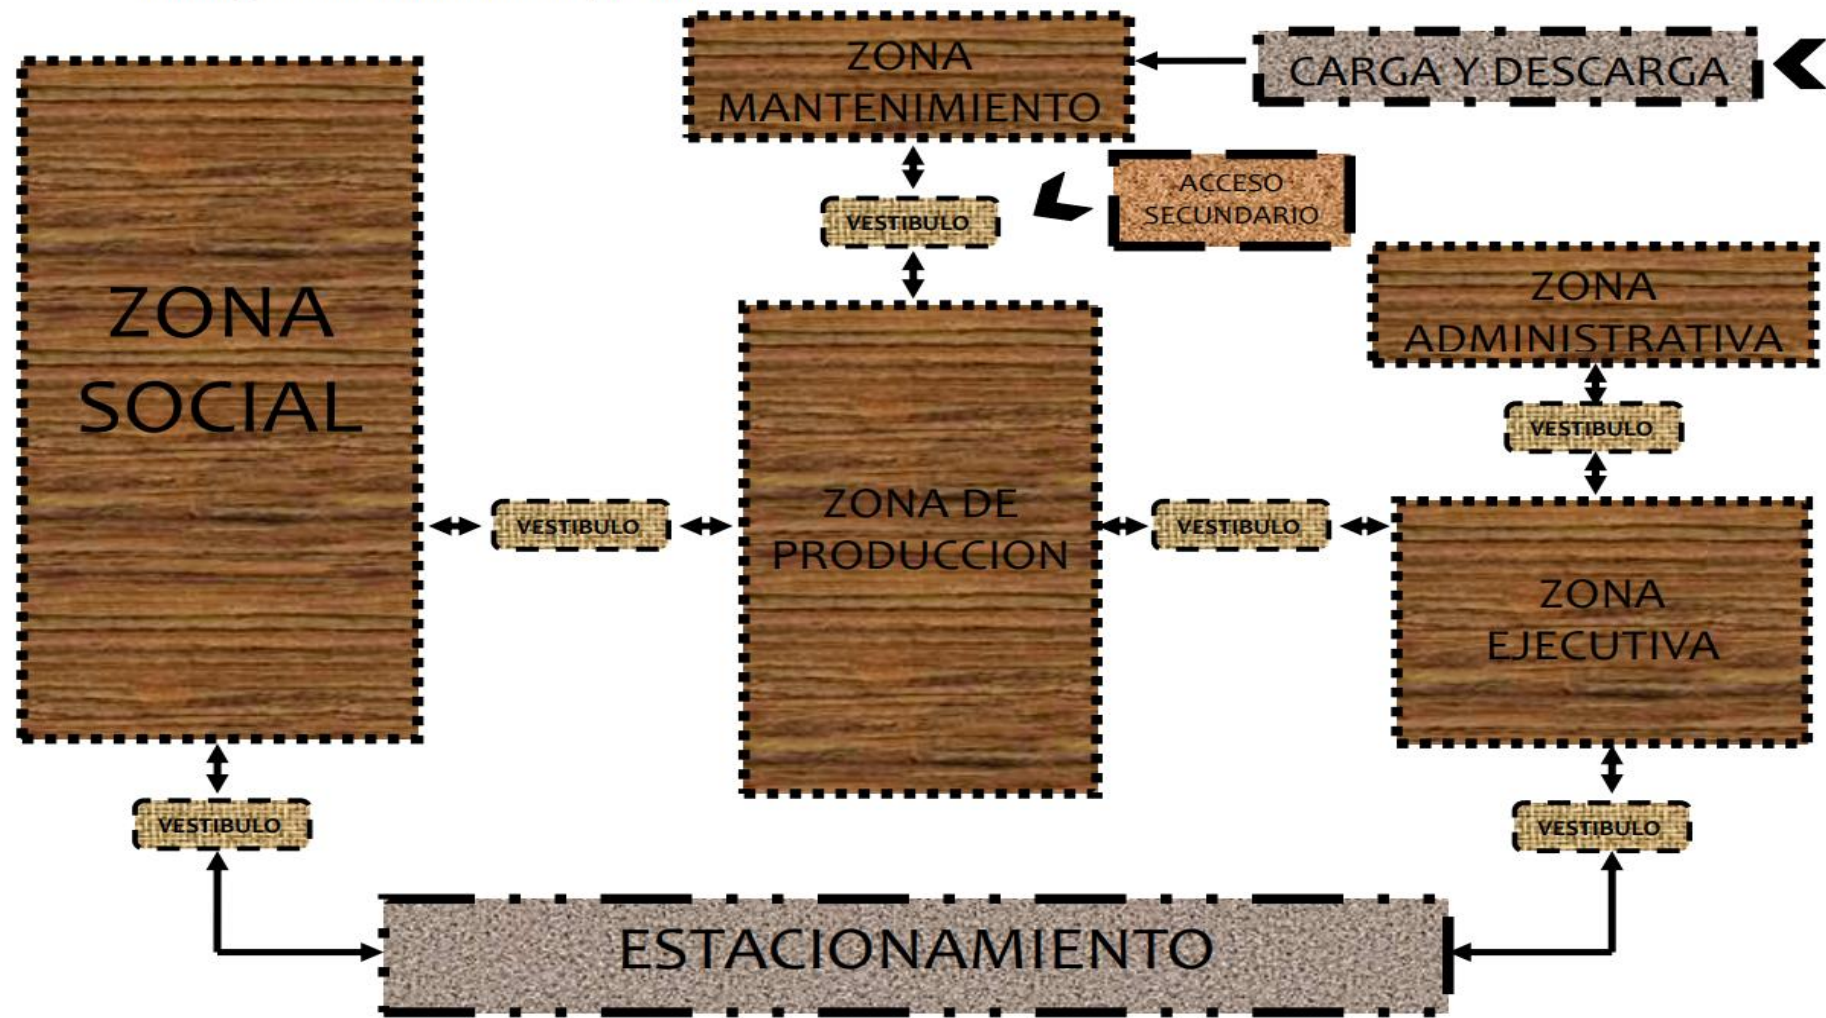 ZONA
MANTENIMIENTO
CARGA Y DESCARGA
ACCESO
SECUNDARIO
VESTIBULO
ZONA
SOCIAL
ZONA
ADMINISTRATIVA
VESTIBULO
VESTIBULO
ZONA DE
PRODUCCION
VESTIBULO
ZONA
EJECUTIVA
VESTIBULO
VESTIBULO
ESTACIONAMIENTO